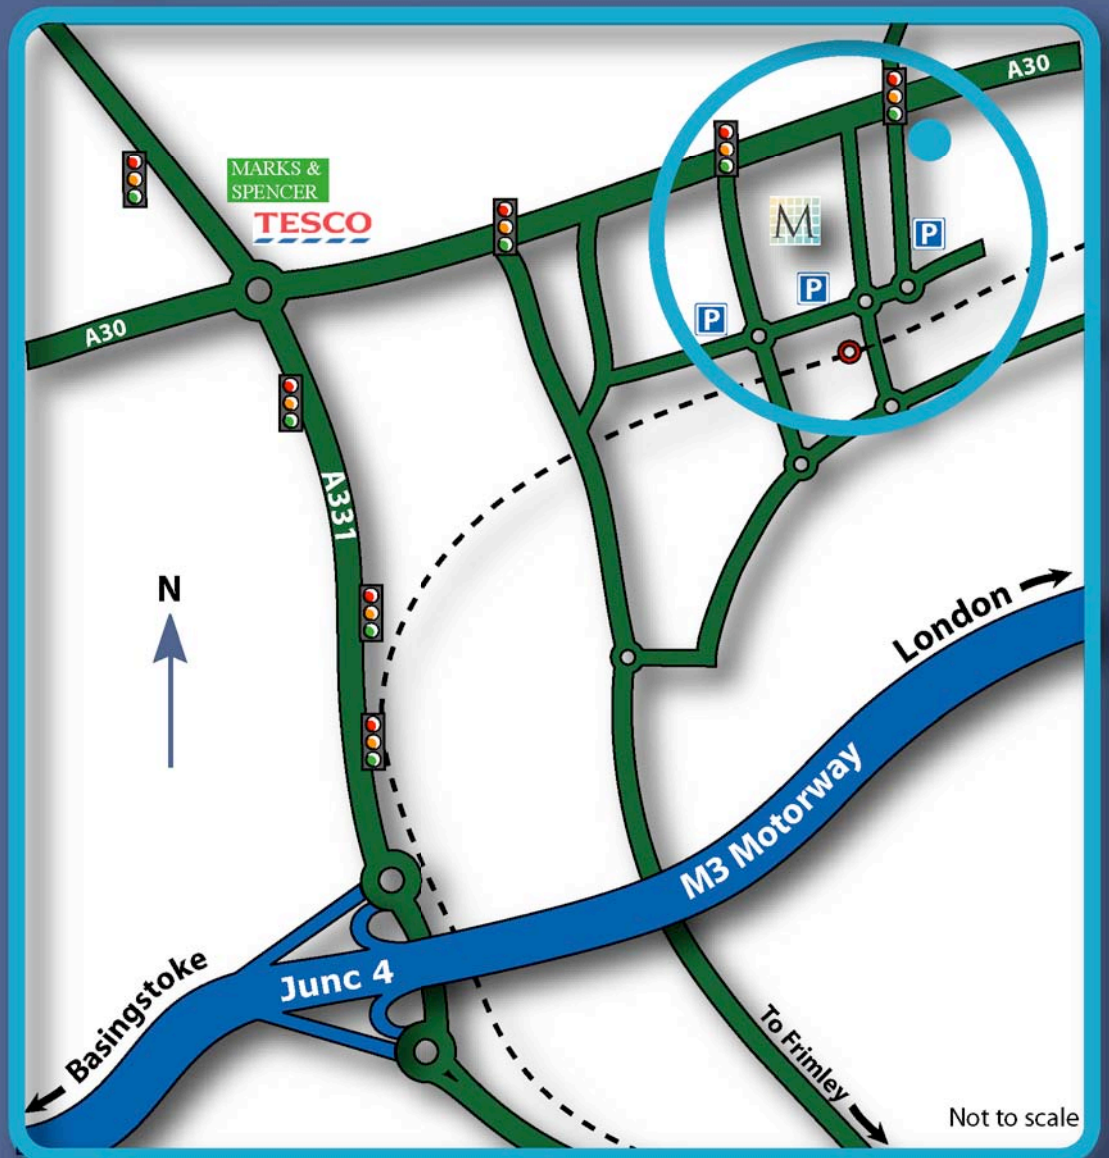 A30
MARKS &
SPENCER
TESCO
M
P
P
P
A30
A331
N
London
M3 Motorway
Junc 4
Basingstoke
To Frimley
Not to scale